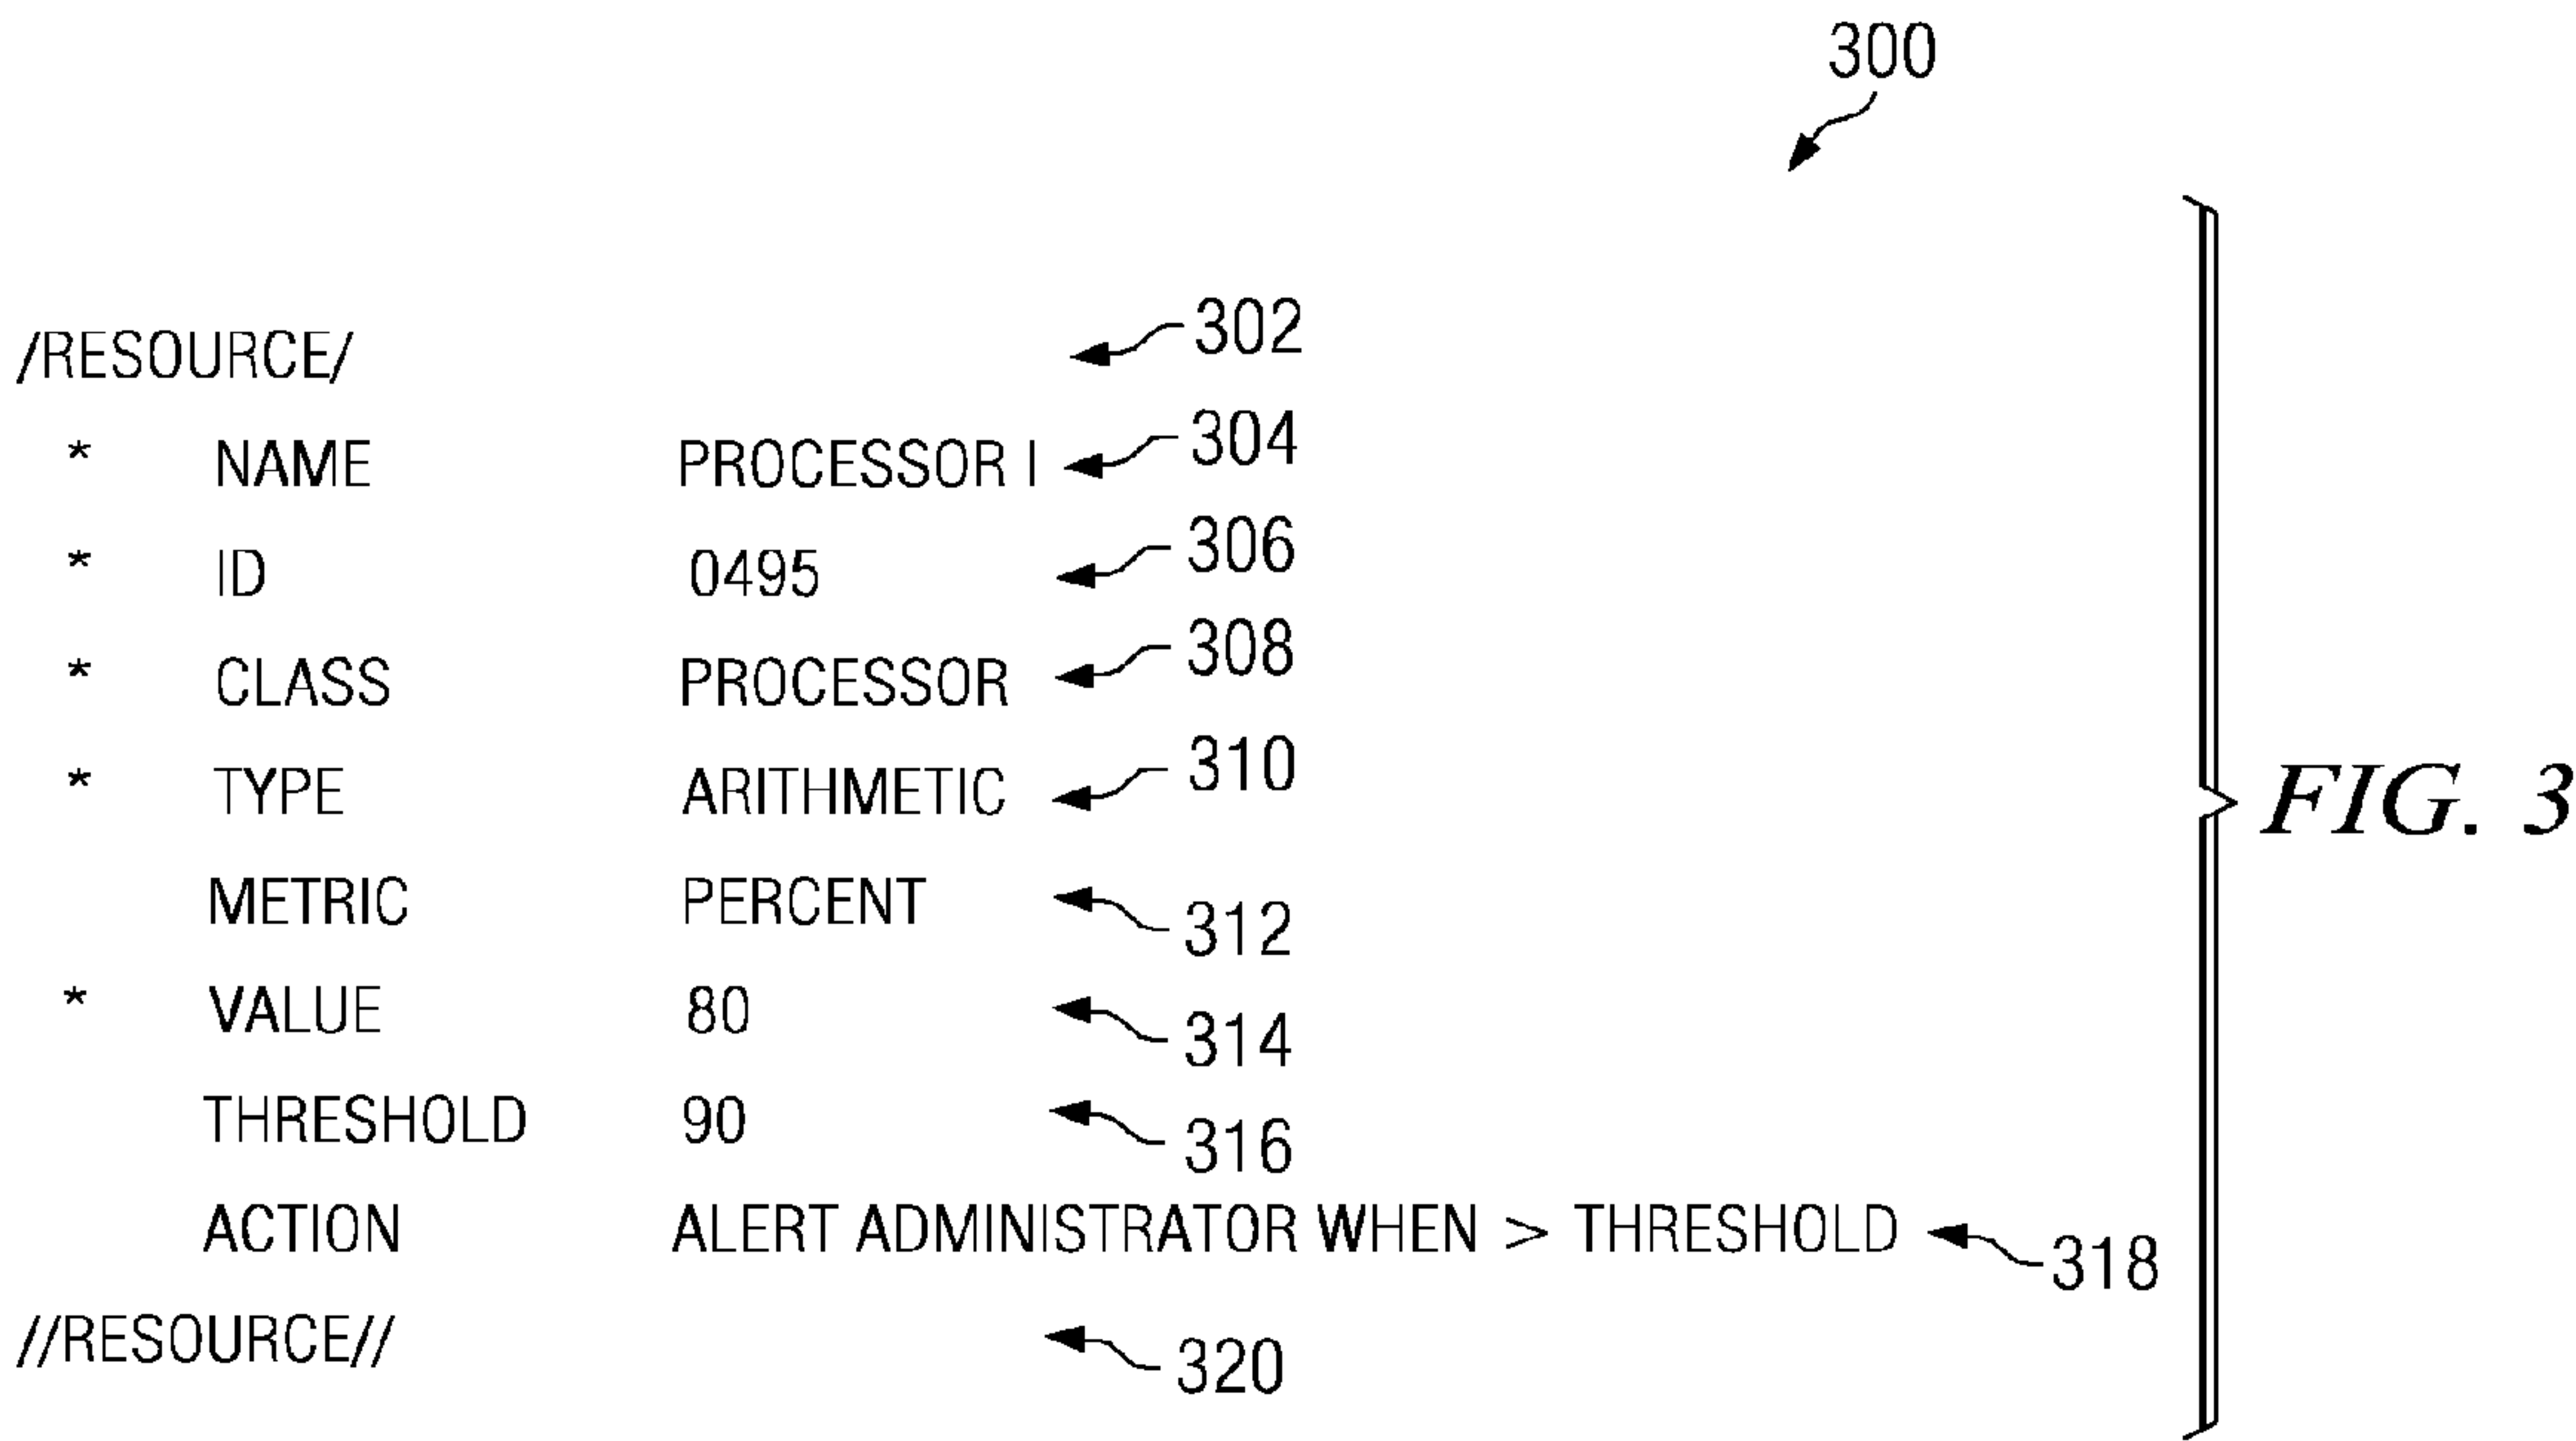 300
/RESOURCE/ 302
* NAME PROCESSOR I 304
* ID 0495 306
* CLASS PROCESSOR 308
* TYPE ARITHMETIC 310
METRIC PERCENT 312
* VALUE 80 314
THRESHOLD 90 316
ACTION ALERT ADMINISTRATOR WHEN > THRESHOLD 318
//RESOURCE// 320
FIG. 3